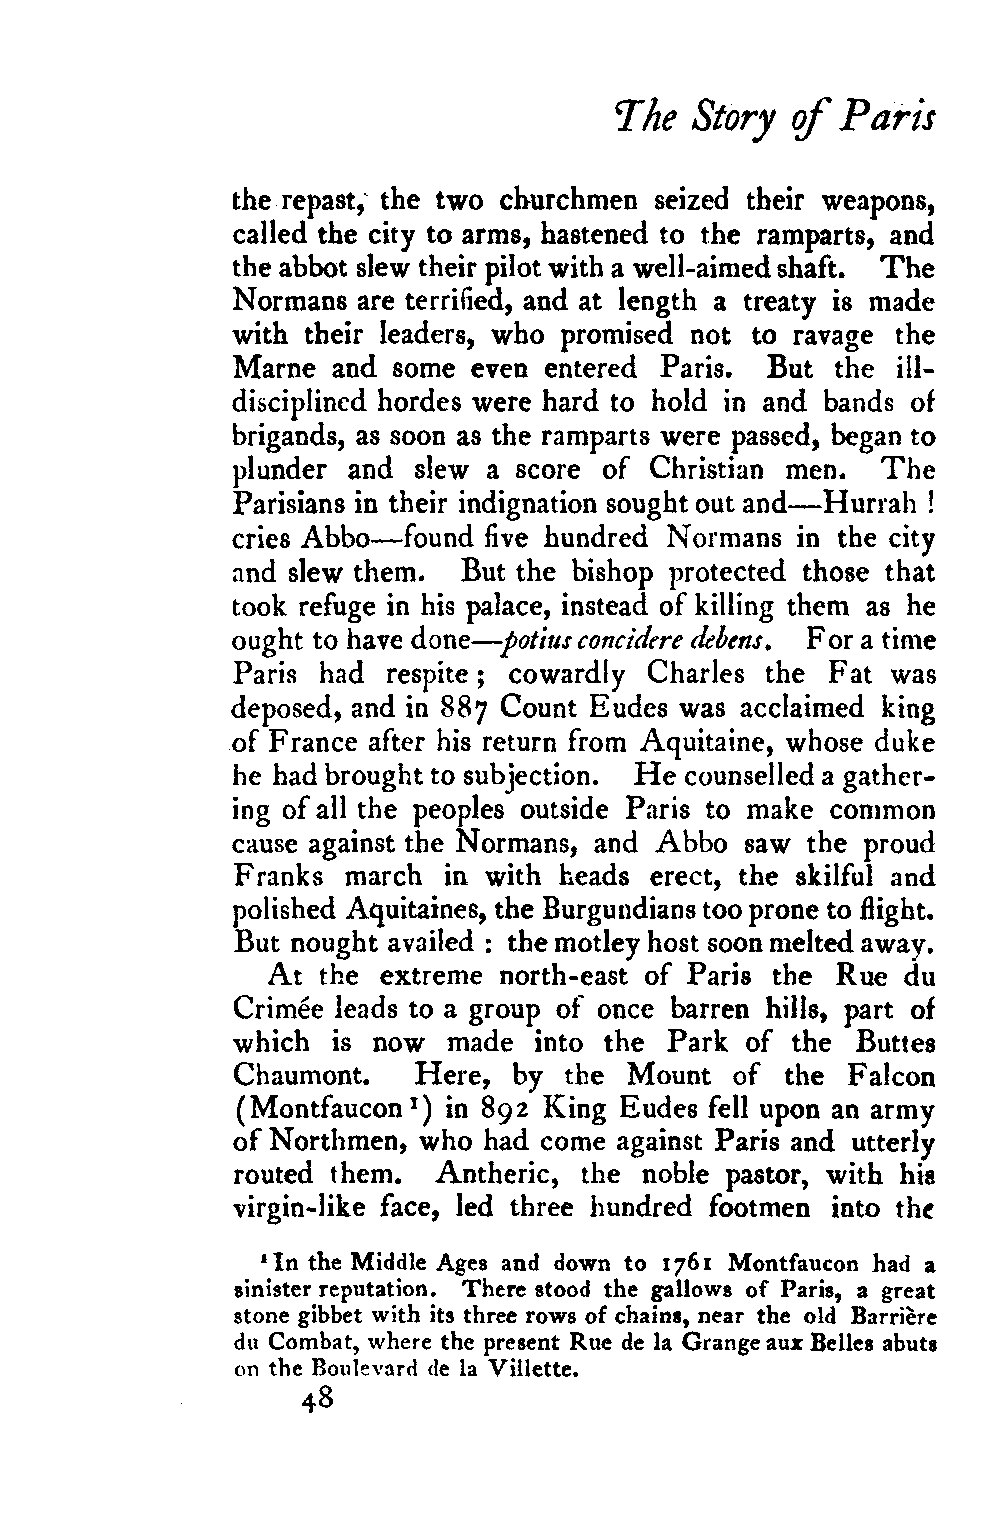 The Story of Paris
the repast, the two churchmen seized their weapons,
called the city to arms, hastened to the ramparts, and
the abbot slew their pilot with a well-aimed shaft. The
Normans are terrified, and at length a treaty is made
with their leaders, who promised not to ravage the
Marne and some even entered Paris. But the ill-
disciplined hordes were hard to hold in and bands of
brigands, as soon as the ramparts were passed, began to
plunder and slew a score of Christian men. The
Parisians in their indignation sought out and—Hurrah !
cries Abbo—found five hundred Normans in the city
and slew them. But the bishop protected those that
took refuge in his palace, instead of killing them as he
ought to have done—potius concidere debens. For a time
Paris had respite ; cowardly Charles the Fat was
deposed, and in 887 Count Eudes was acclaimed king
of France after his return from Aquitaine, whose duke
he had brought to subjection. He counselled a gather-
ing of all the peoples outside Paris to make common
cause against the Normans, and Abbo saw the proud
Franks march in with heads erect, the skilful and
polished Aquitaines, the Burgundians too prone to flight.
But nought availed : the motley host soon melted away.
At the extreme north-east of Paris the Rue du
Crimée leads to a group of once barren hills, part of
which is now made into the Park of the Buttes
Chaumont. Here, by the Mount of the Falcon
(Montfaucon ¹) in 892 King Eudes fell upon an army
of Northmen, who had come against Paris and utterly
routed them. Antheric, the noble pastor, with his
virgin-like face, led three hundred footmen into the
¹ In the Middle Ages and down to 1761 Montfaucon had a
sinister reputation. There stood the gallows of Paris, a great
stone gibbet with its three rows of chains, near the old Barrière
du Combat, where the present Rue de la Grange aux Belles abuts
on the Boulevard de la Villette.
48